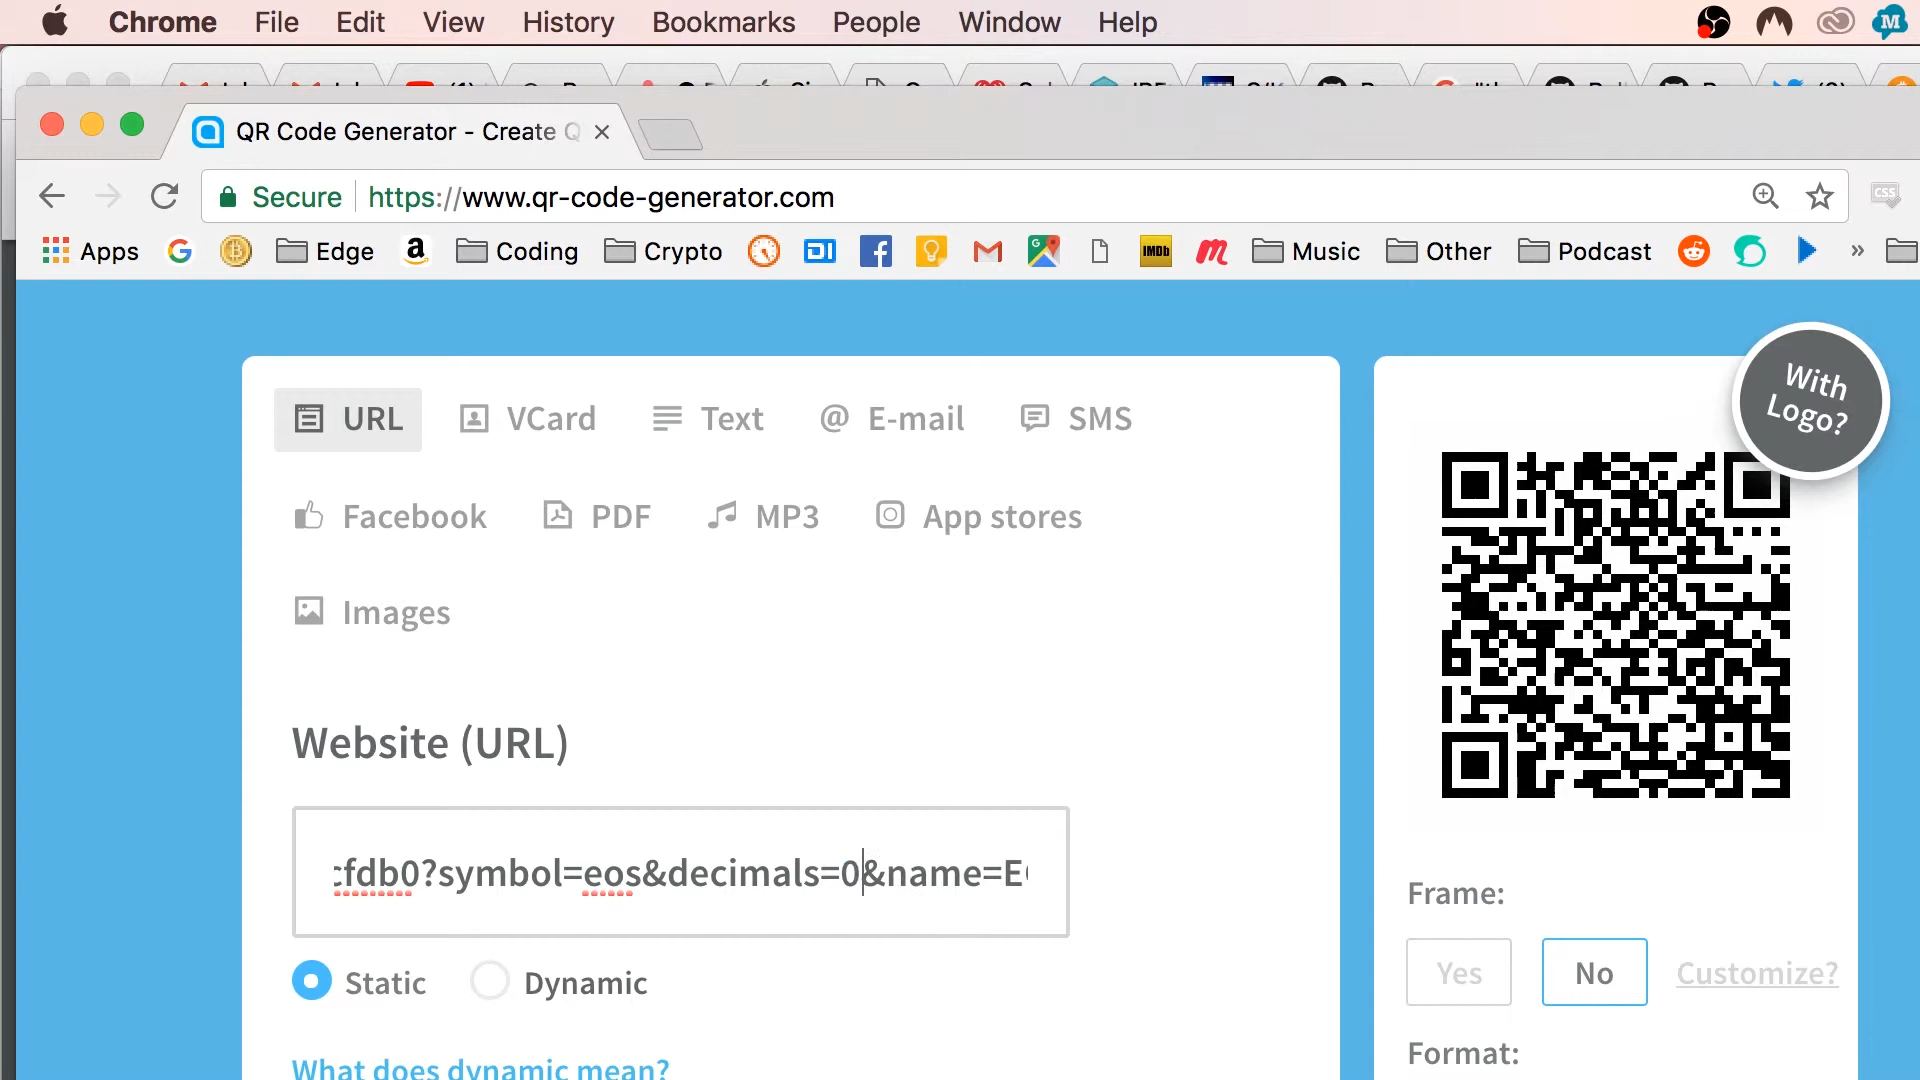 Chrome File Edit View History Bookmarks People Window Help
QR Code Generator - Create Q
Secure https://www.qr-code-generator.com
Apps Edge Coding Crypto IMDb Music Other Podcast »
With
Logo?
URL VCard Text E-mail SMS
Facebook PDF MP3 App stores
Images
Website (URL)
cfdb0?symbol=eos&decimals=0&name=E
Static Dynamic
What does dynamic mean?
Frame:
Yes No Customize?
Format: